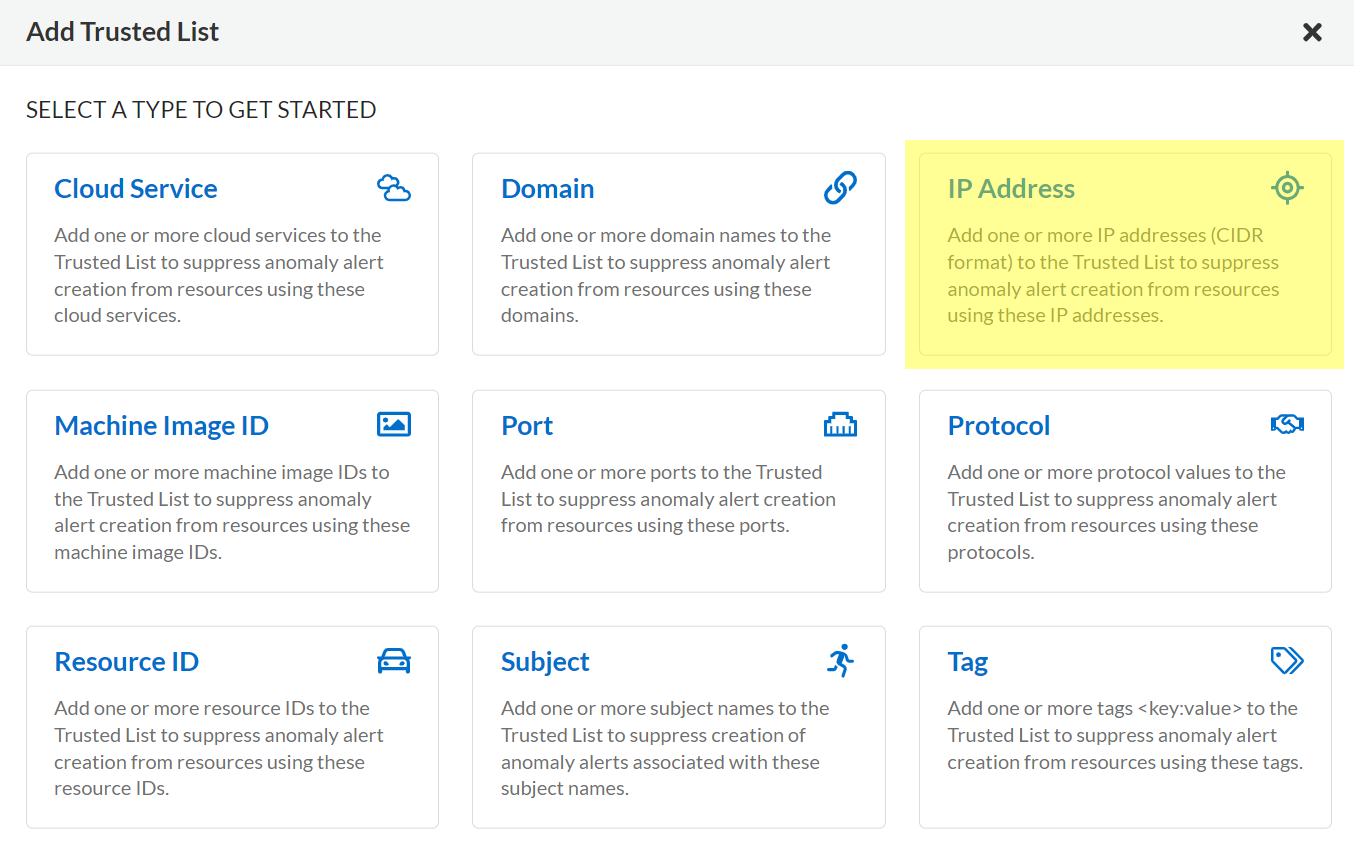 Add Trusted List
SELECT A TYPE TO GET STARTED
Cloud Service
Add one or more cloud services to the
Trusted List to suppress anomaly alert
creation from resources using these
cloud services.
Domain
Add one or more domain names to the
Trusted List to suppress anomaly alert
creation from resources using these
domains.
IP Address
Add one or more IP addresses (CIDR
format) to the Trusted List to suppress
anomaly alert creation from resources
using these IP addresses.
Machine Image ID
Add one or more machine image IDs to
the Trusted List to suppress anomaly
alert creation from resources using these
machine image IDs.
Port
Add one or more ports to the Trusted
List to suppress anomaly alert creation
from resources using these ports.
Protocol
Add one or more protocol values to the
Trusted List to suppress anomaly alert
creation from resources using these
protocols.
Resource ID
Add one or more resource IDs to the
Trusted List to suppress anomaly alert
creation from resources using these
resource IDs.
Subject
Add one or more subject names to the
Trusted List to suppress creation of
anomaly alerts associated with these
subject names.
Tag
Add one or more tags <key:value> to the
Trusted List to suppress anomaly alert
creation from resources using these tags.